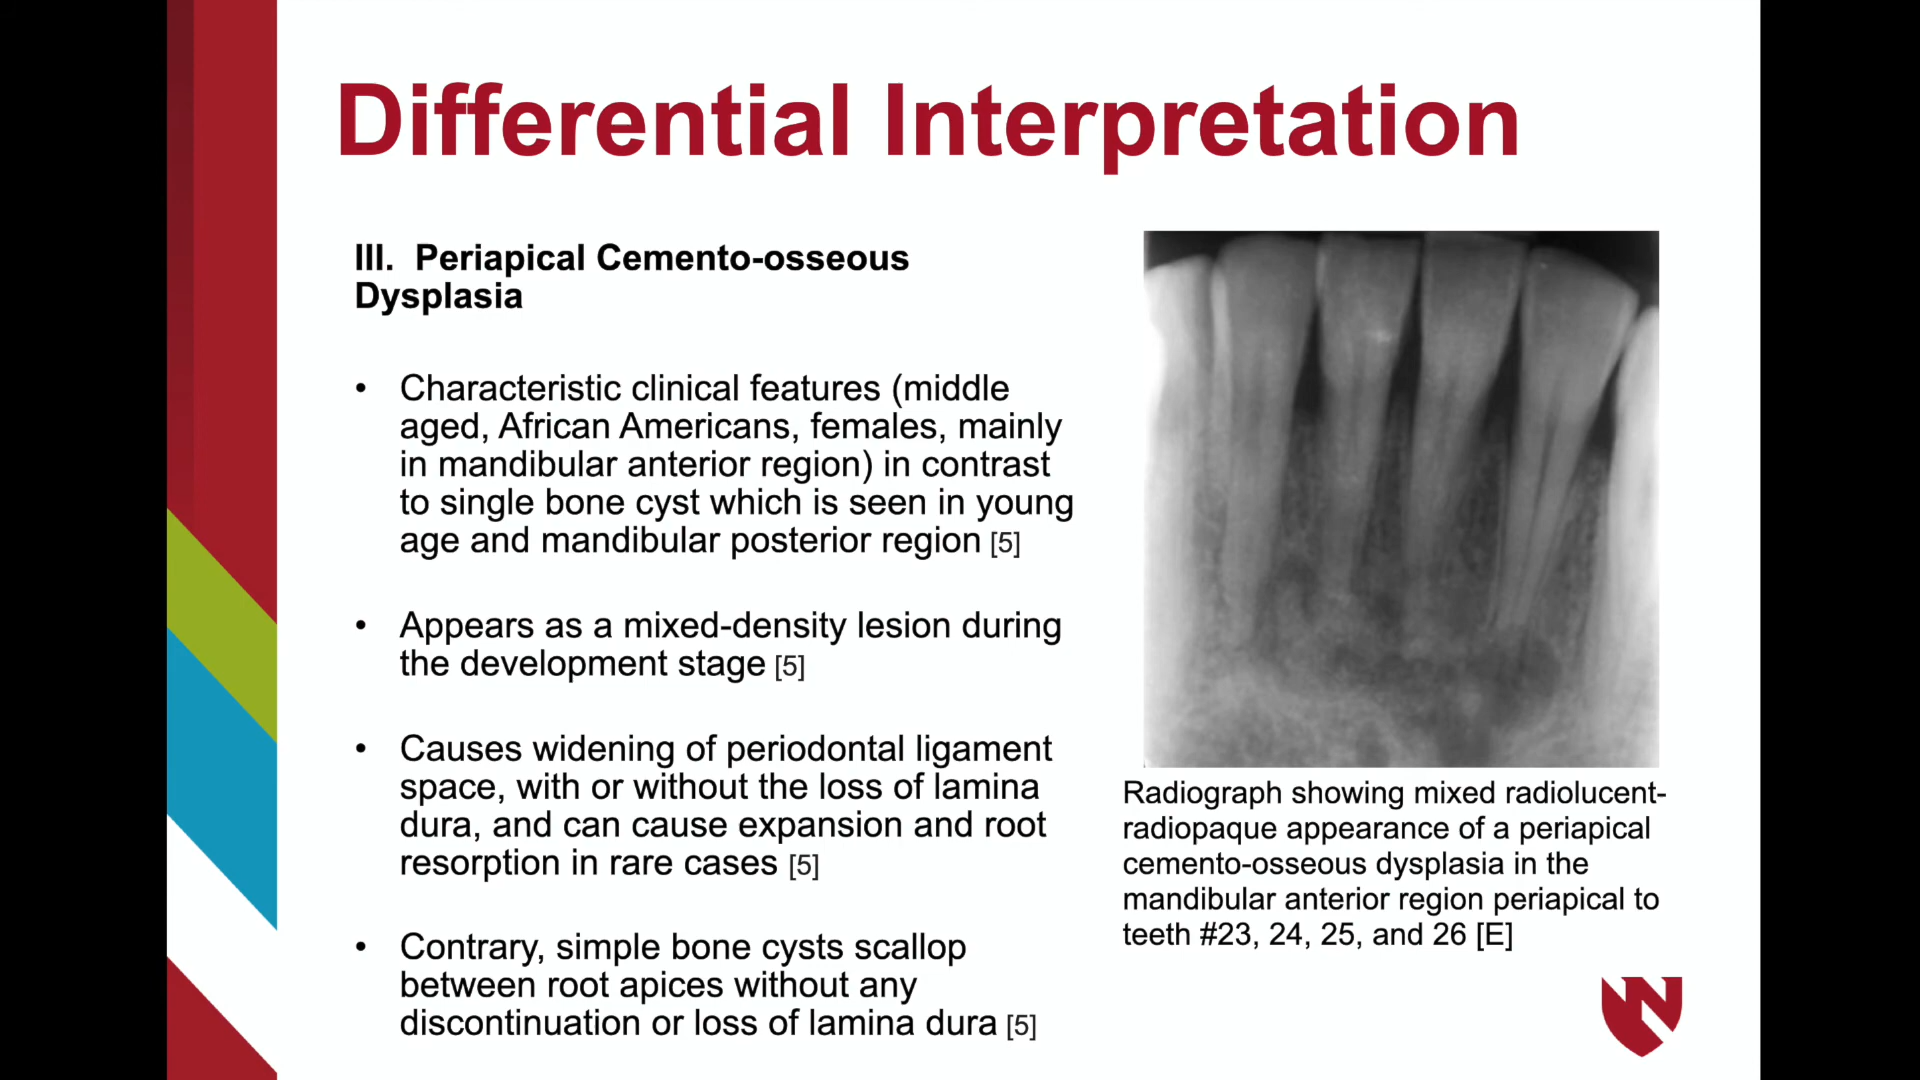 Differential Interpretation
III. Periapical Cemento-osseous
Dysplasia
• Characteristic clinical features (middle
aged, African Americans, females, mainly
in mandibular anterior region) in contrast
to single bone cyst which is seen in young
age and mandibular posterior region [5]
• Appears as a mixed-density lesion during
the development stage [5]
• Causes widening of periodontal ligament
space, with or without the loss of lamina
dura, and can cause expansion and root
resorption in rare cases [5]
• Contrary, simple bone cysts scallop
between root apices without any
discontinuation or loss of lamina dura [5]
Radiograph showing mixed radiolucent-
radiopaque appearance of a periapical
cemento-osseous dysplasia in the
mandibular anterior region periapical to
teeth #23, 24, 25, and 26 [E]
N